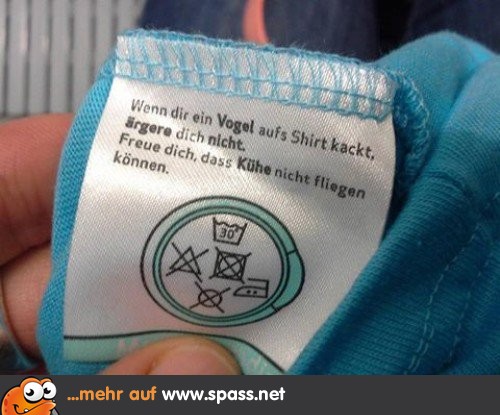 Wenn dir ein Vogel aufs Shirt kackt,
ärgere dich nicht.
Freue dich, dass Kühe nicht fliegen
können.
30°
...mehr auf www.spass.net